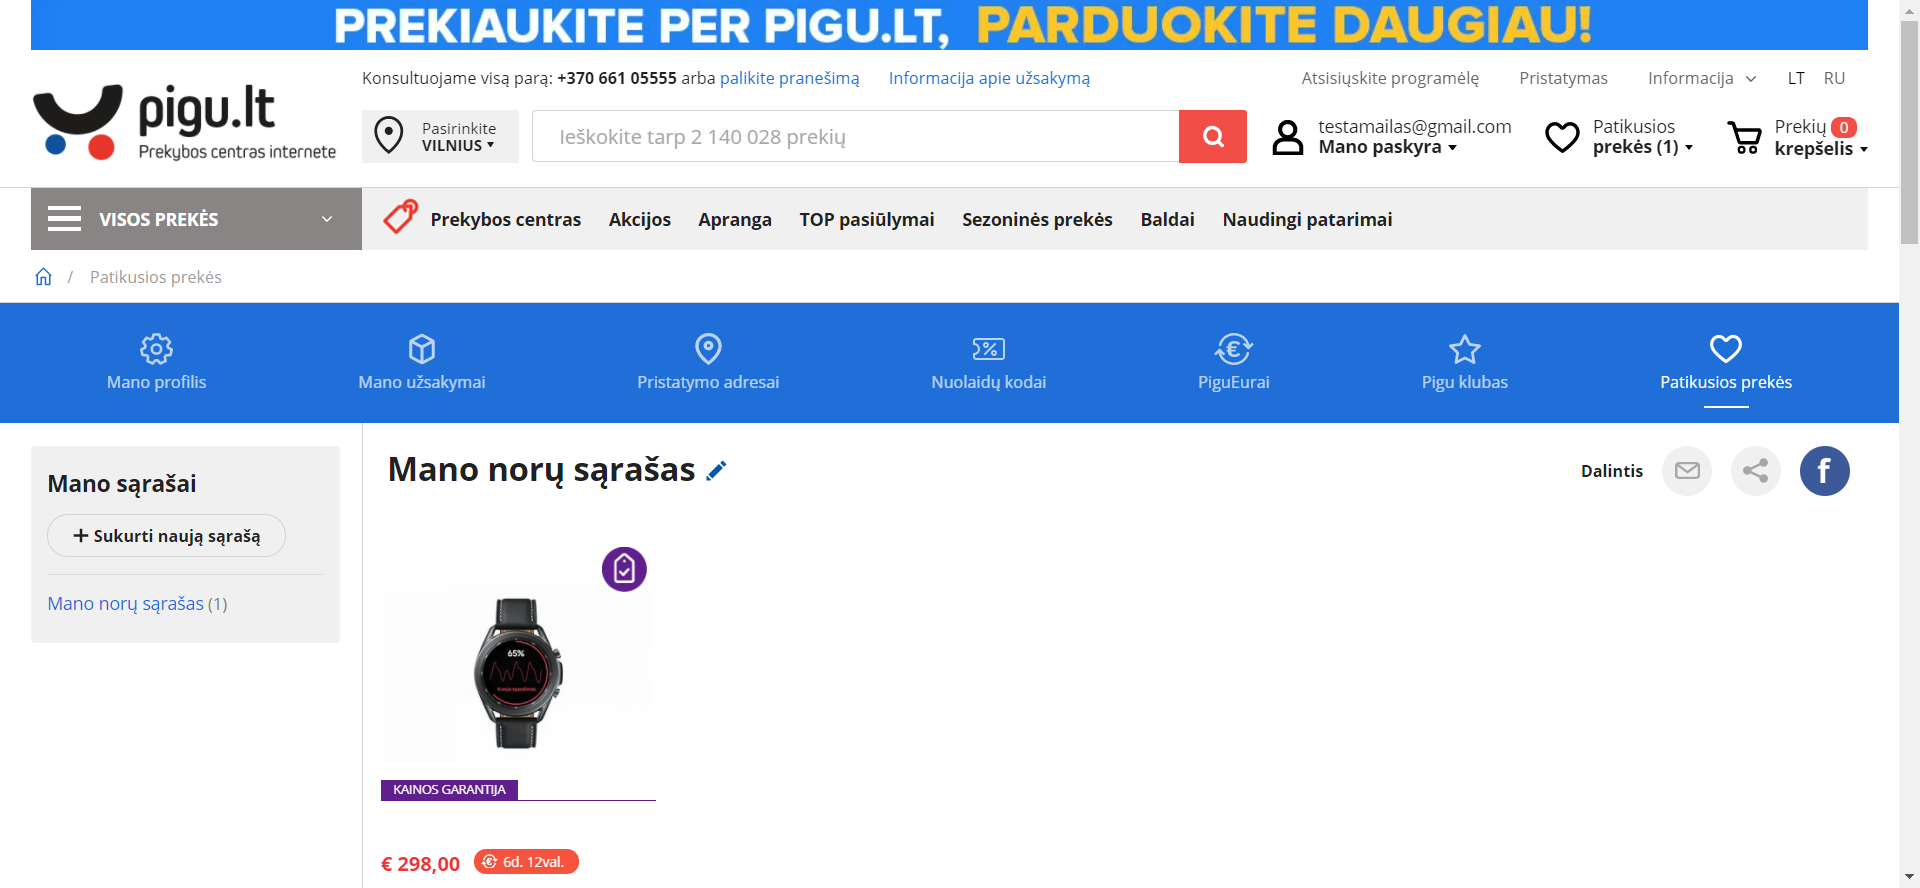 PREKIAUKITE PER PIGU.LT, PARDUOKITE DAUGIAU!
Konsultuojame visą parą: +370 661 05555 arba palikite pranešimą Informacija apie užsakymą Atsisiųskite programėlę Pristatymas Informacija LT RU
pigu.lt
Prekybos centras internete
Pasirinkite
VILNIUS
Ieškokite tarp 2 140 028 prekių
testamailas@gmail.com
Mano paskyra
Patikusios
prekės (1)
Prekių 0
krepšelis
VISOS PREKĖS
Prekybos centras Akcijos Apranga TOP pasiūlymai Sezoninės prekės Baldai Naudingi patarimai
/ Patikusios prekės
Mano profilis Mano užsakymai Pristatymo adresai Nuolaidų kodai PiguEurai Pigu klubas Patikusios prekės
Mano sąrašai
+ Sukurti naują sąrašą
Mano norų sąrašas (1)
Mano norų sąrašas
Dalintis
f
65%
KAINOS GARANTIJA
€ 298,00 6d. 12val.